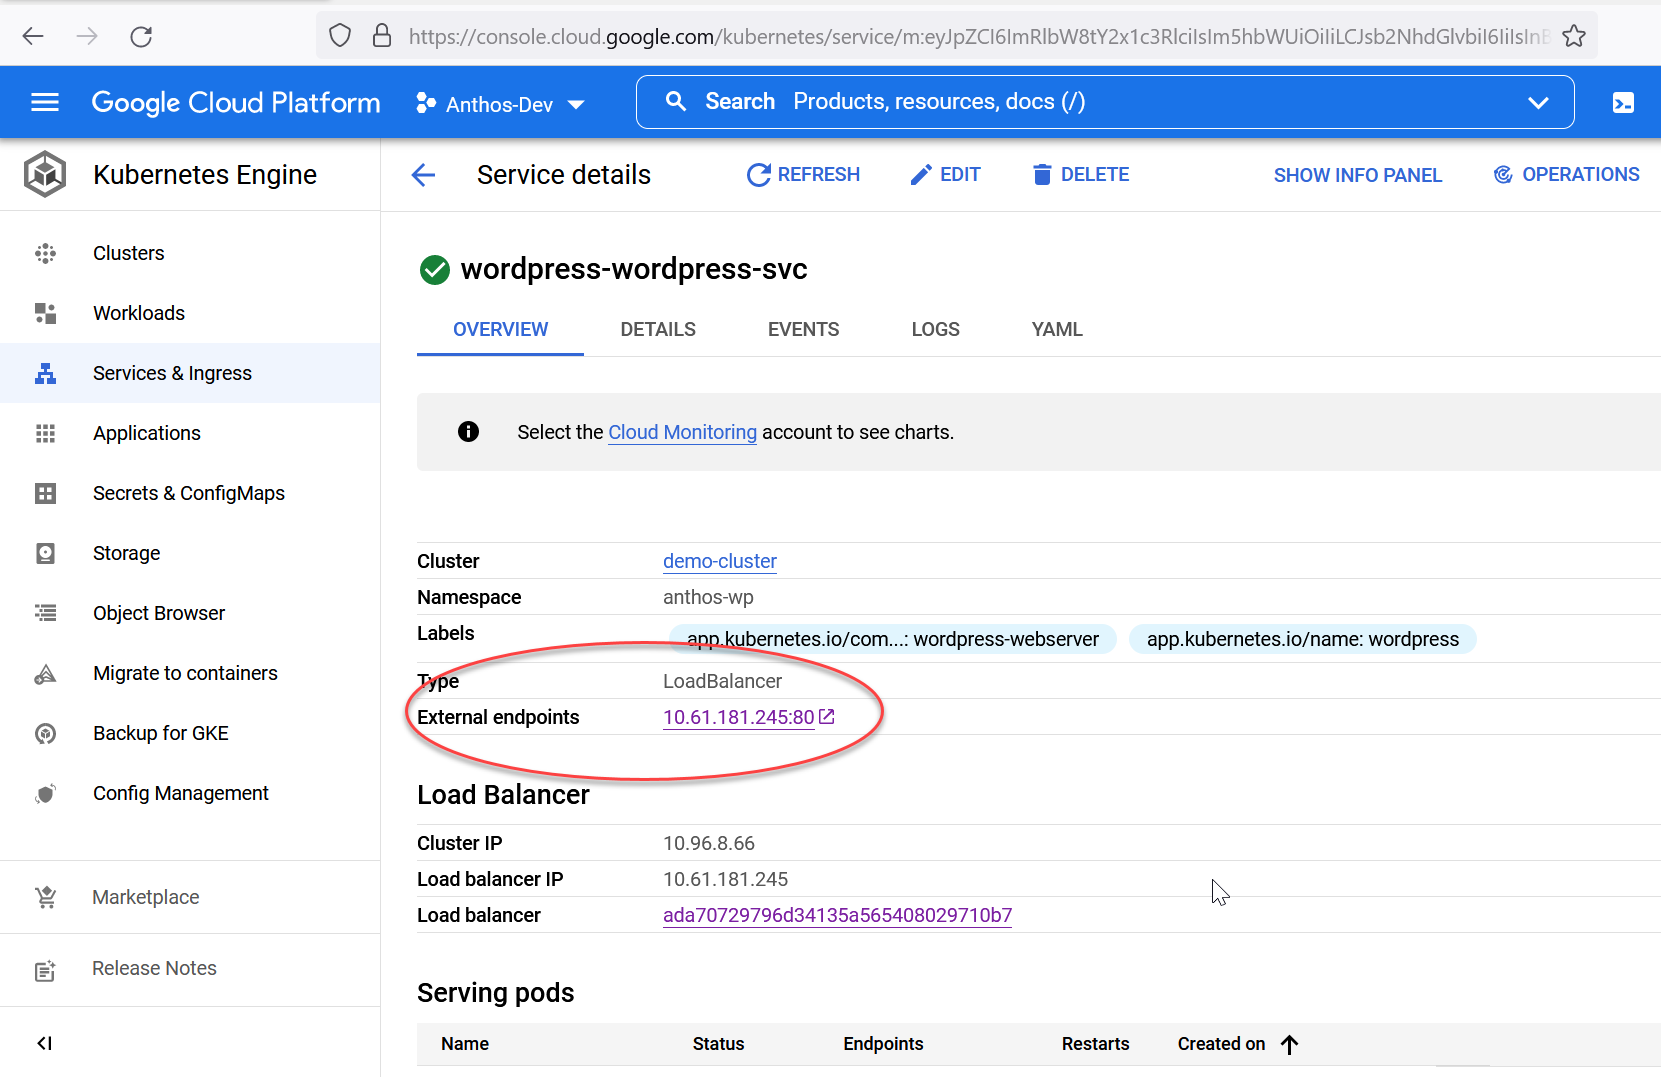 https://console.cloud.google.com/kubernetes/service/
Google Cloud Platform
Anthos-Dev
Search Products, resources, docs (/)
Kubernetes Engine
Service details
REFRESH
EDIT
DELETE
SHOW INFO PANEL
OPERATIONS
Clusters
Workloads
Services & Ingress
Applications
Secrets & ConfigMaps
Storage
Object Browser
Migrate to containers
Backup for GKE
Config Management
Marketplace
Release Notes
wordpress-wordpress-svc
OVERVIEW DETAILS EVENTS LOGS YAML
Select the Cloud Monitoring account to see charts.
Cluster demo-cluster
Namespace anthos-wp
Labels app.kubernetes.io/com...: wordpress-webserver app.kubernetes.io/name: wordpress
Type LoadBalancer
External endpoints 10.61.181.245:80
Load Balancer
Cluster IP 10.96.8.66
Load balancer IP 10.61.181.245
Load balancer ada70729796d34135a565408029710b7
Serving pods
Name Status Endpoints Restarts Created on